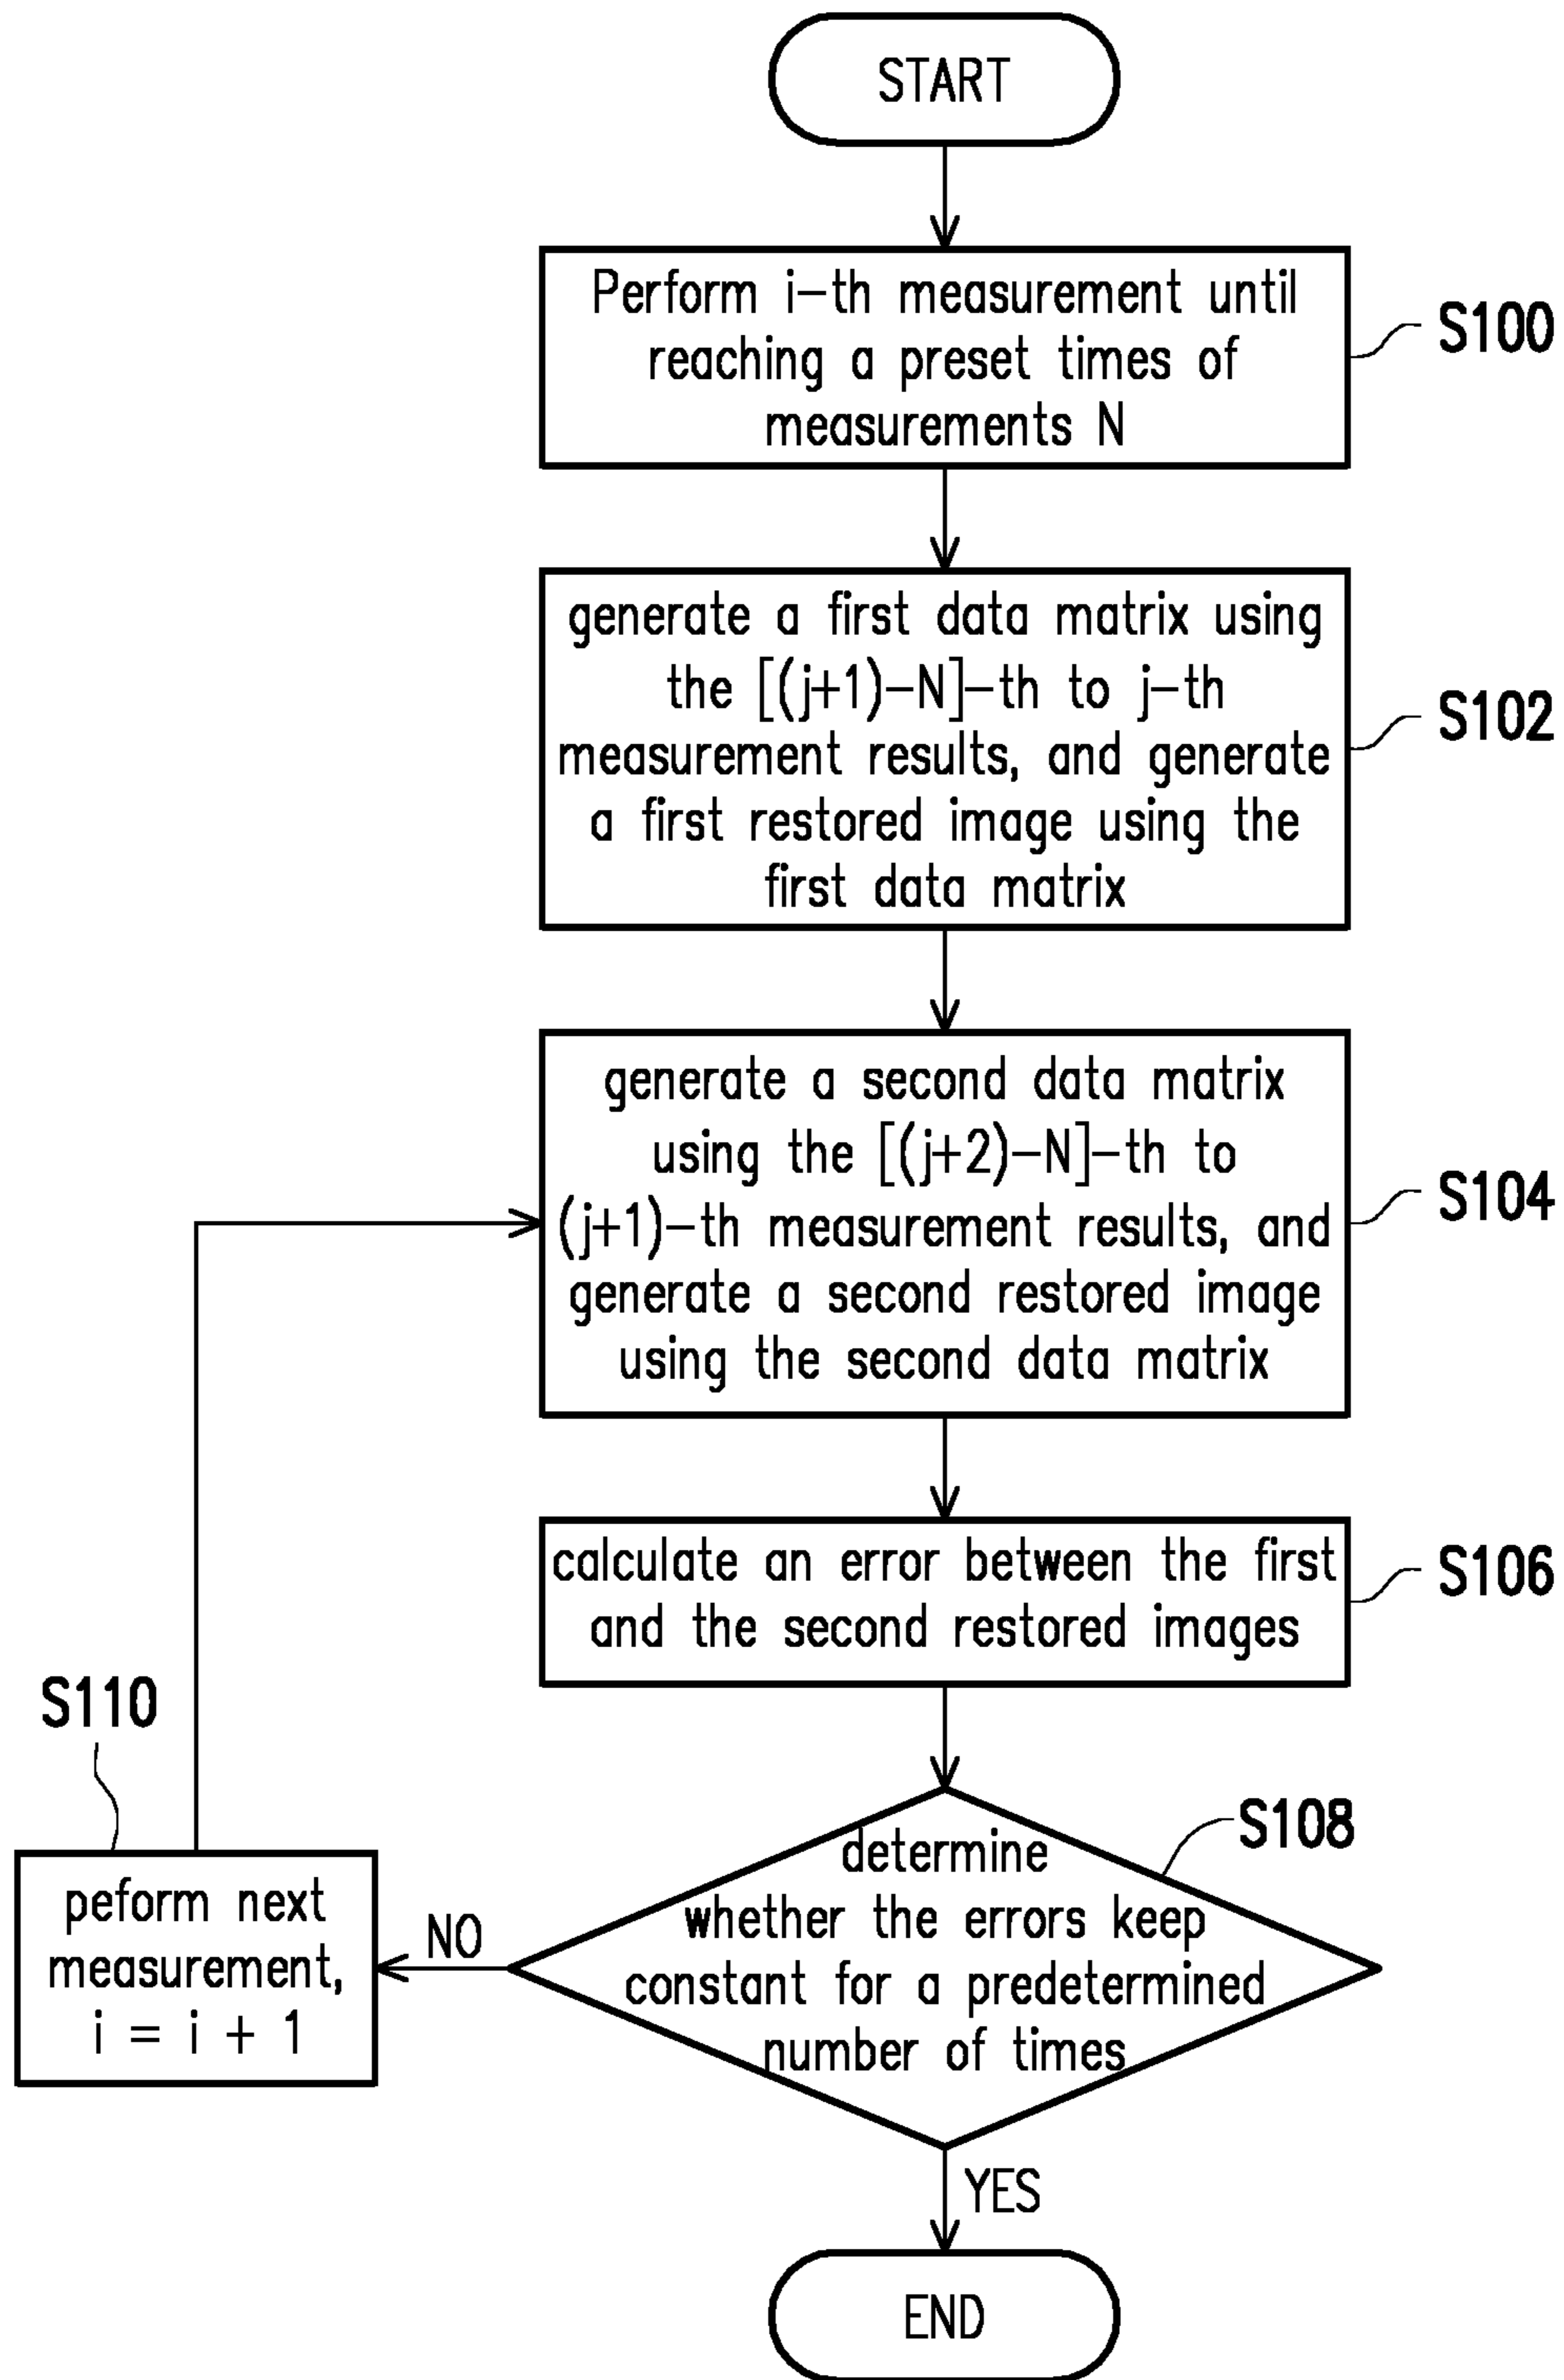 START
Perform i-th measurement until
reaching a preset times of
measurements N
S100
generate a first data matrix using
the [(j+1)-N]-th to j-th
measurement results, and generate
a first restored image using the
first data matrix
S102
generate a second data matrix
using the [(j+2)-N]-th to
(j+1)-th measurement results, and
generate a second restored image
using the second data matrix
S104
calculate an error between the first
and the second restored images
S106
determine
whether the errors keep
constant for a predetermined
number of times
S108
NO
S110
peform next
measurement,
i = i + 1
YES
END